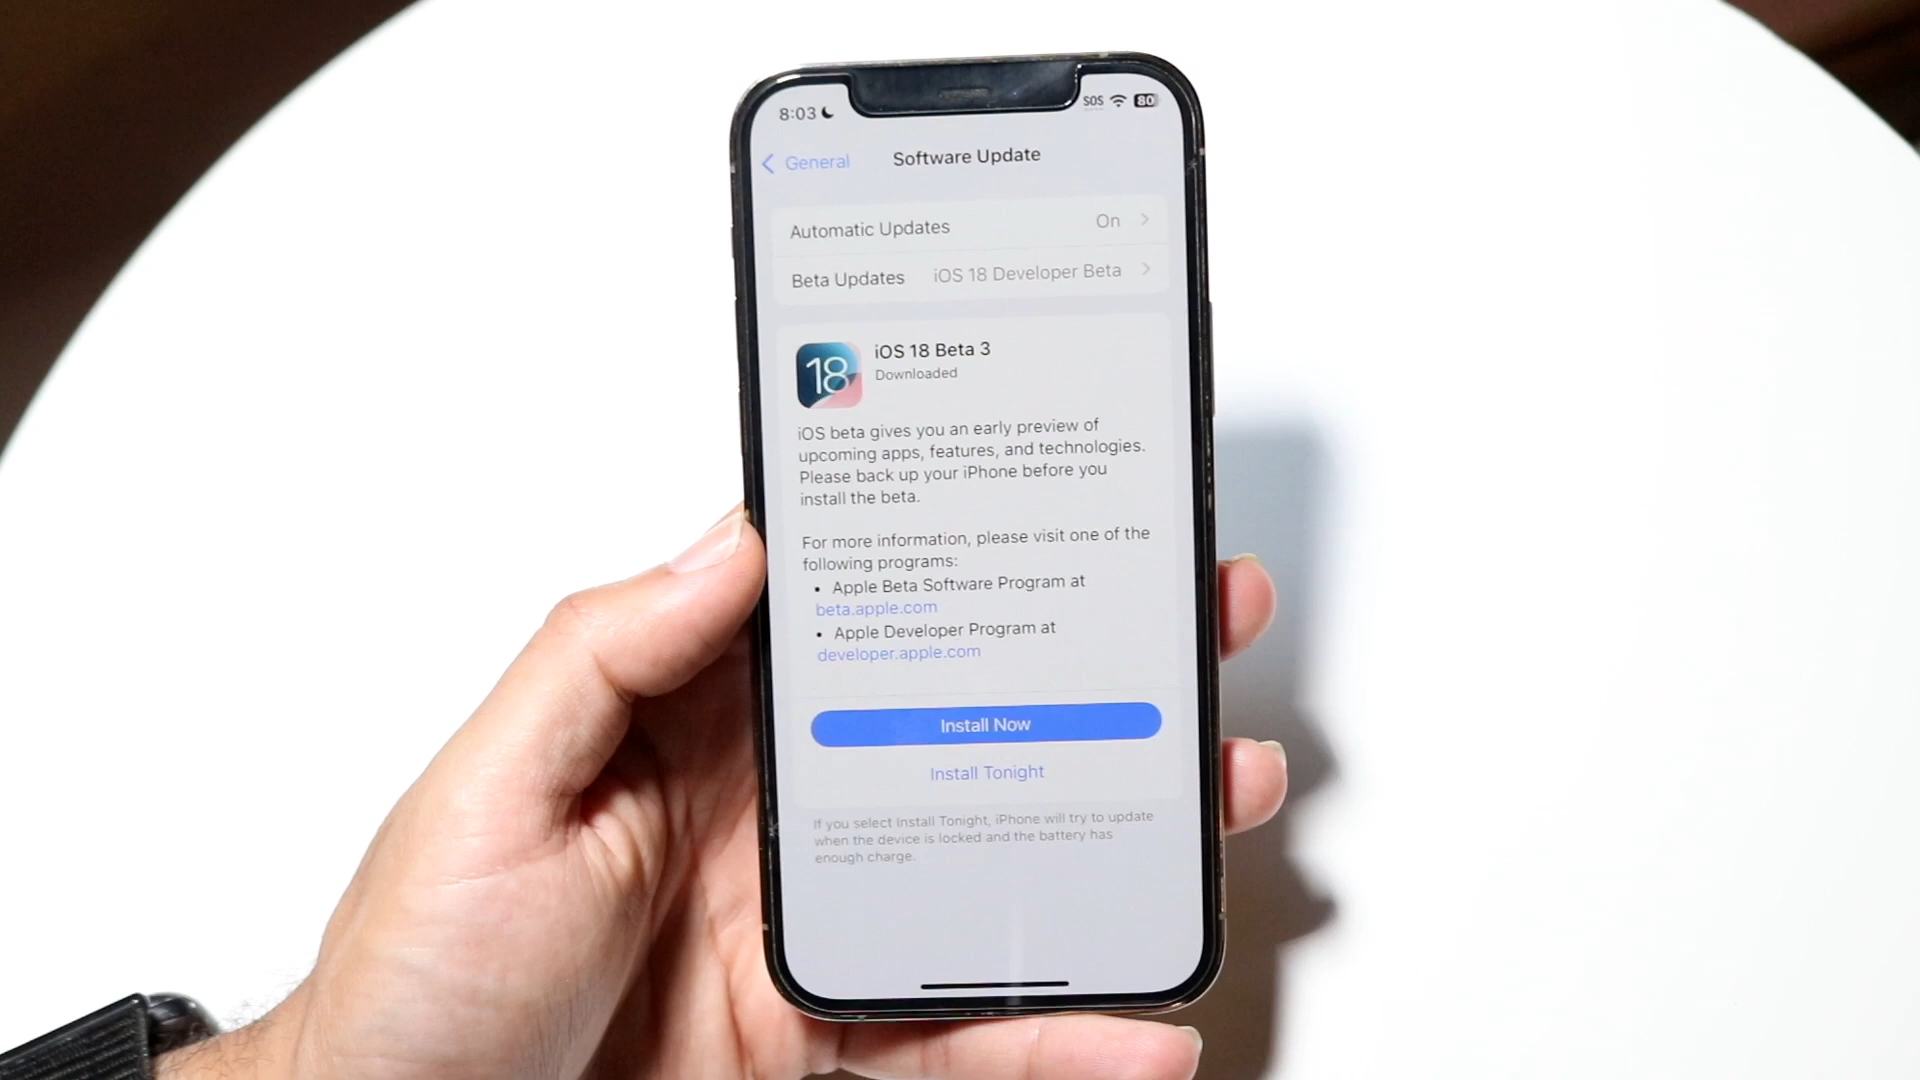 8:03 SOS 80
General Software Update
Automatic Updates On
Beta Updates iOS 18 Developer Beta
18
iOS 18 Beta 3
Downloaded
iOS beta gives you an early preview of
upcoming apps, features, and technologies.
Please back up your iPhone before you
install the beta.
For more information, please visit one of the
following programs:
• Apple Beta Software Program at
beta.apple.com
• Apple Developer Program at
developer.apple.com
Install Now
Install Tonight
If you select Install Tonight, iPhone will try to update
when the device is locked and the battery has
enough charge.